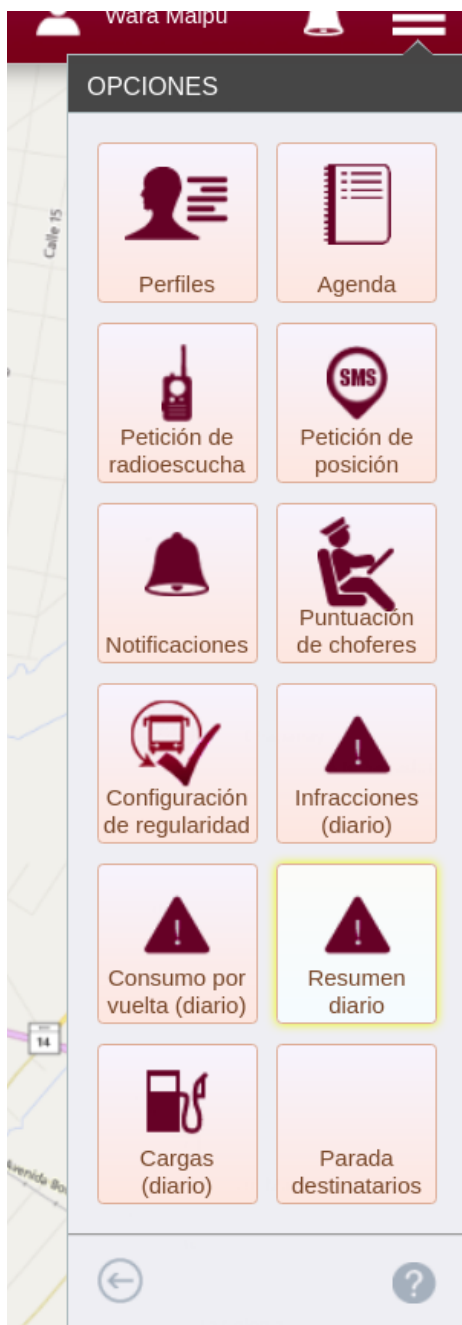 Wara Maipu
OPCIONES
Calle 15
Perfiles
Agenda
Petición de
radioescucha
SMS
Petición de
posición
Notificaciones
Puntuación
de choferes
Configuración
de regularidad
Infracciones
(diario)
Consumo por
vuelta (diario)
Resumen
diario
14
Avenida Bou
Cargas
(diario)
Parada
destinatarios
?